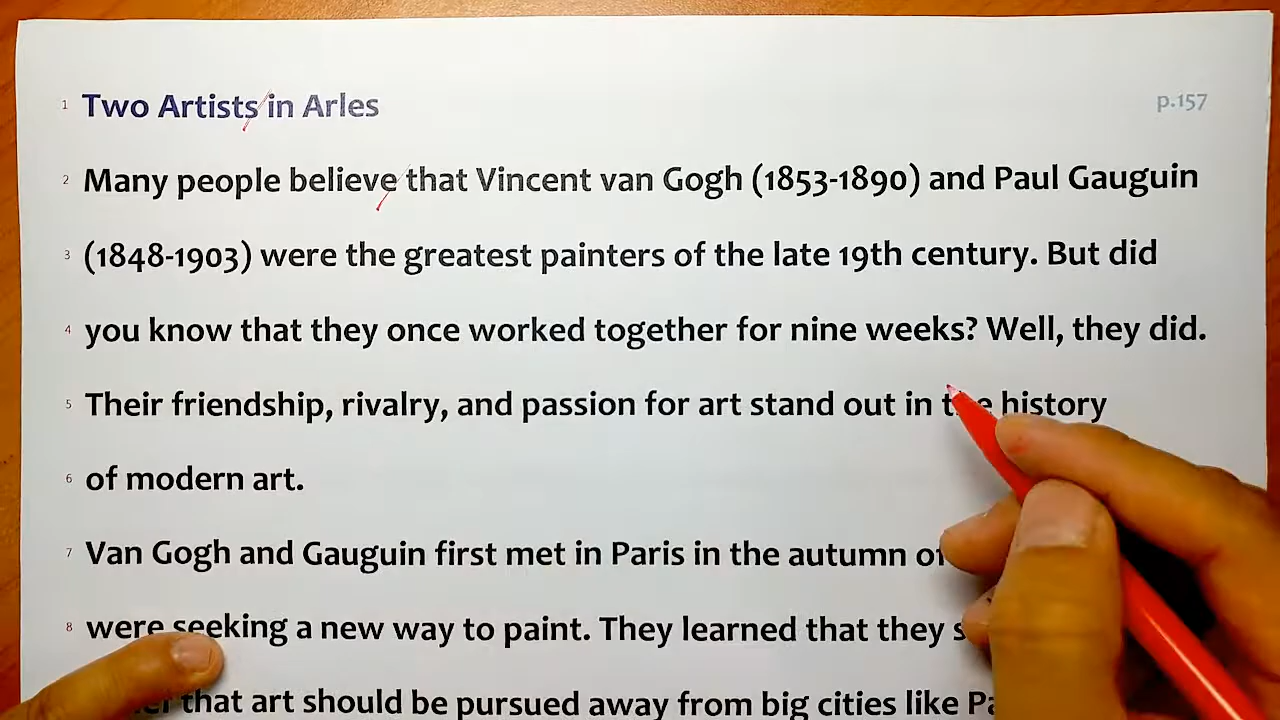 1 Two Artists in Arles p.157
2 Many people believe that Vincent van Gogh (1853-1890) and Paul Gauguin
3 (1848-1903) were the greatest painters of the late 19th century. But did
4 you know that they once worked together for nine weeks? Well, they did.
5 Their friendship, rivalry, and passion for art stand out in the history
6 of modern art.
7 Van Gogh and Gauguin first met in Paris in the autumn of
8 were seeking a new way to paint. They learned that they
that art should be pursued away from big cities like